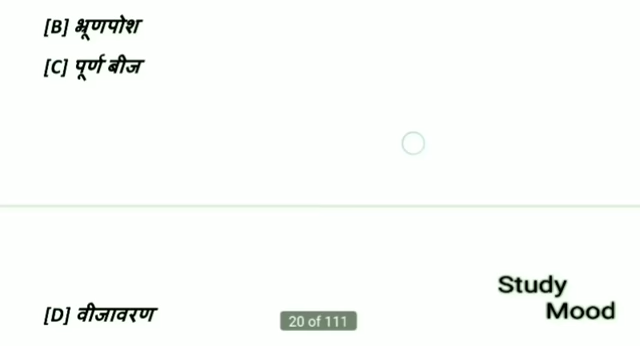 [B] भ्रूणपोश
[C] पूर्ण बीज
Study
Mood
[D] वीजावरण
20 of 111